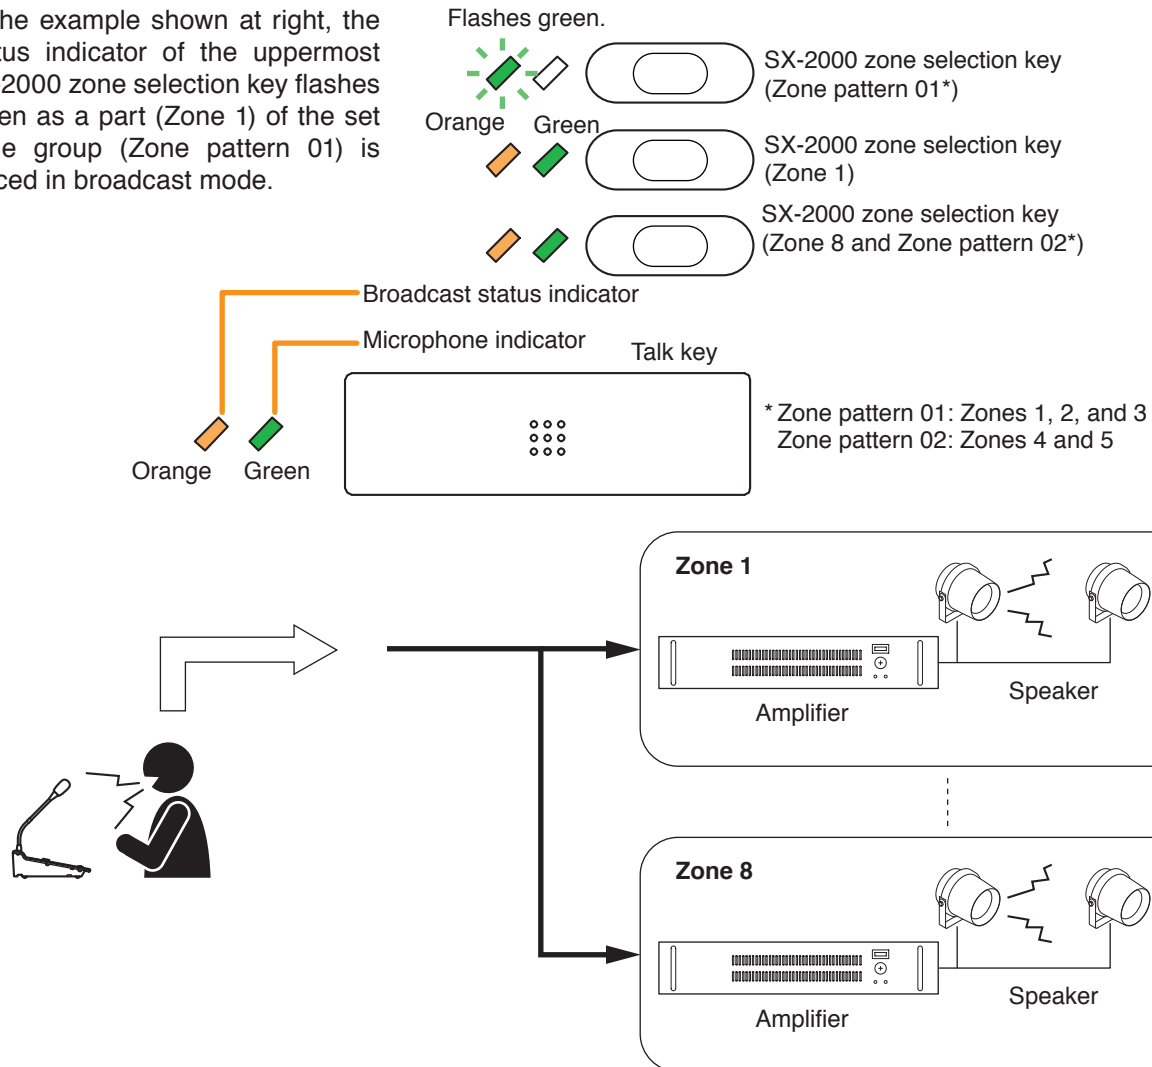 he example shown at right, the
tus indicator of the uppermost
2000 zone selection key flashes
en as a part (Zone 1) of the set
e group (Zone pattern 01) is
ced in broadcast mode.
Flashes green.
SX-2000 zone selection key
(Zone pattern 01*)
Orange Green
SX-2000 zone selection key
(Zone 1)
SX-2000 zone selection key
(Zone 8 and Zone pattern 02*)
Broadcast status indicator
Microphone indicator
Talk key
* Zone pattern 01: Zones 1, 2, and 3
Zone pattern 02: Zones 4 and 5
Orange Green
Zone 1
Amplifier
Speaker
Zone 8
Amplifier
Speaker